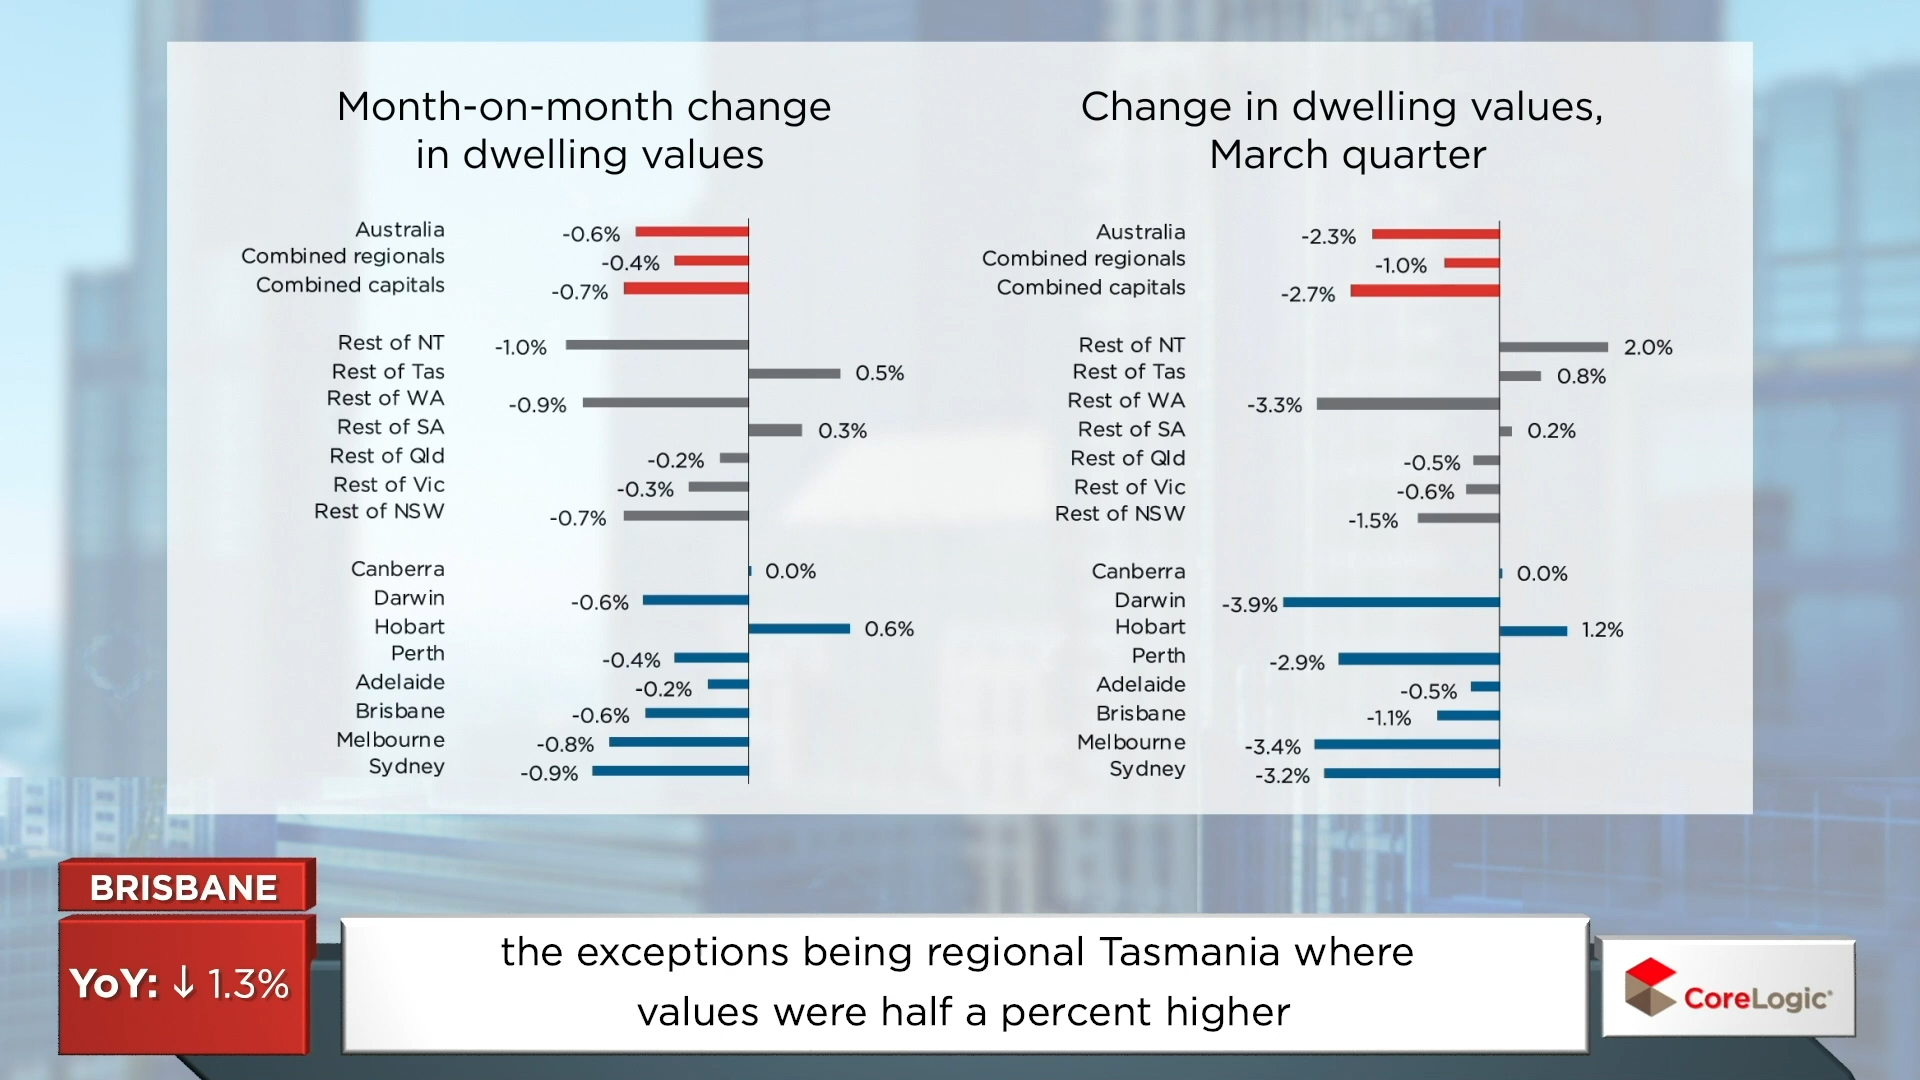 Month-on-month change
in dwelling values
Australia -0.6%
Combined regionals -0.4%
Combined capitals -0.7%
Rest of NT -1.0%
Rest of Tas 0.5%
Rest of WA -0.9%
Rest of SA 0.3%
Rest of Qld -0.2%
Rest of Vic -0.3%
Rest of NSW -0.7%
Canberra 0.0%
Darwin -0.6%
Hobart 0.6%
Perth -0.4%
Adelaide -0.2%
Brisbane -0.6%
Melbourne -0.8%
Sydney -0.9%
Change in dwelling values,
March quarter
Australia -2.3%
Combined regionals -1.0%
Combined capitals -2.7%
Rest of NT 2.0%
Rest of Tas 0.8%
Rest of WA -3.3%
Rest of SA 0.2%
Rest of Qld -0.5%
Rest of Vic -0.6%
Rest of NSW -1.5%
Canberra 0.0%
Darwin -3.9%
Hobart 1.2%
Perth -2.9%
Adelaide -0.5%
Brisbane -1.1%
Melbourne -3.4%
Sydney -3.2%
BRISBANE
YoY: ↓ 1.3%
the exceptions being regional Tasmania where
values were half a percent higher
CoreLogic®